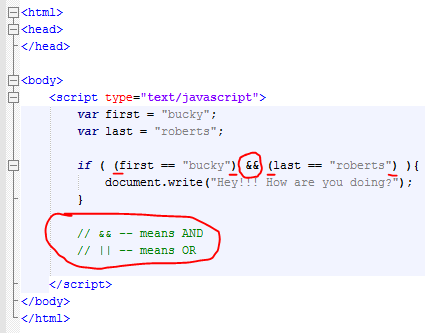 <html>
<head>
</head>
<body>
<script type="text/javascript">
var first = "bucky";
var last = "roberts";
if ( (first == "bucky") && (last == "roberts") ){
document.write("Hey!!! How are you doing?");
}
// && -- means AND
// || -- means OR
</script>
</body>
</html>